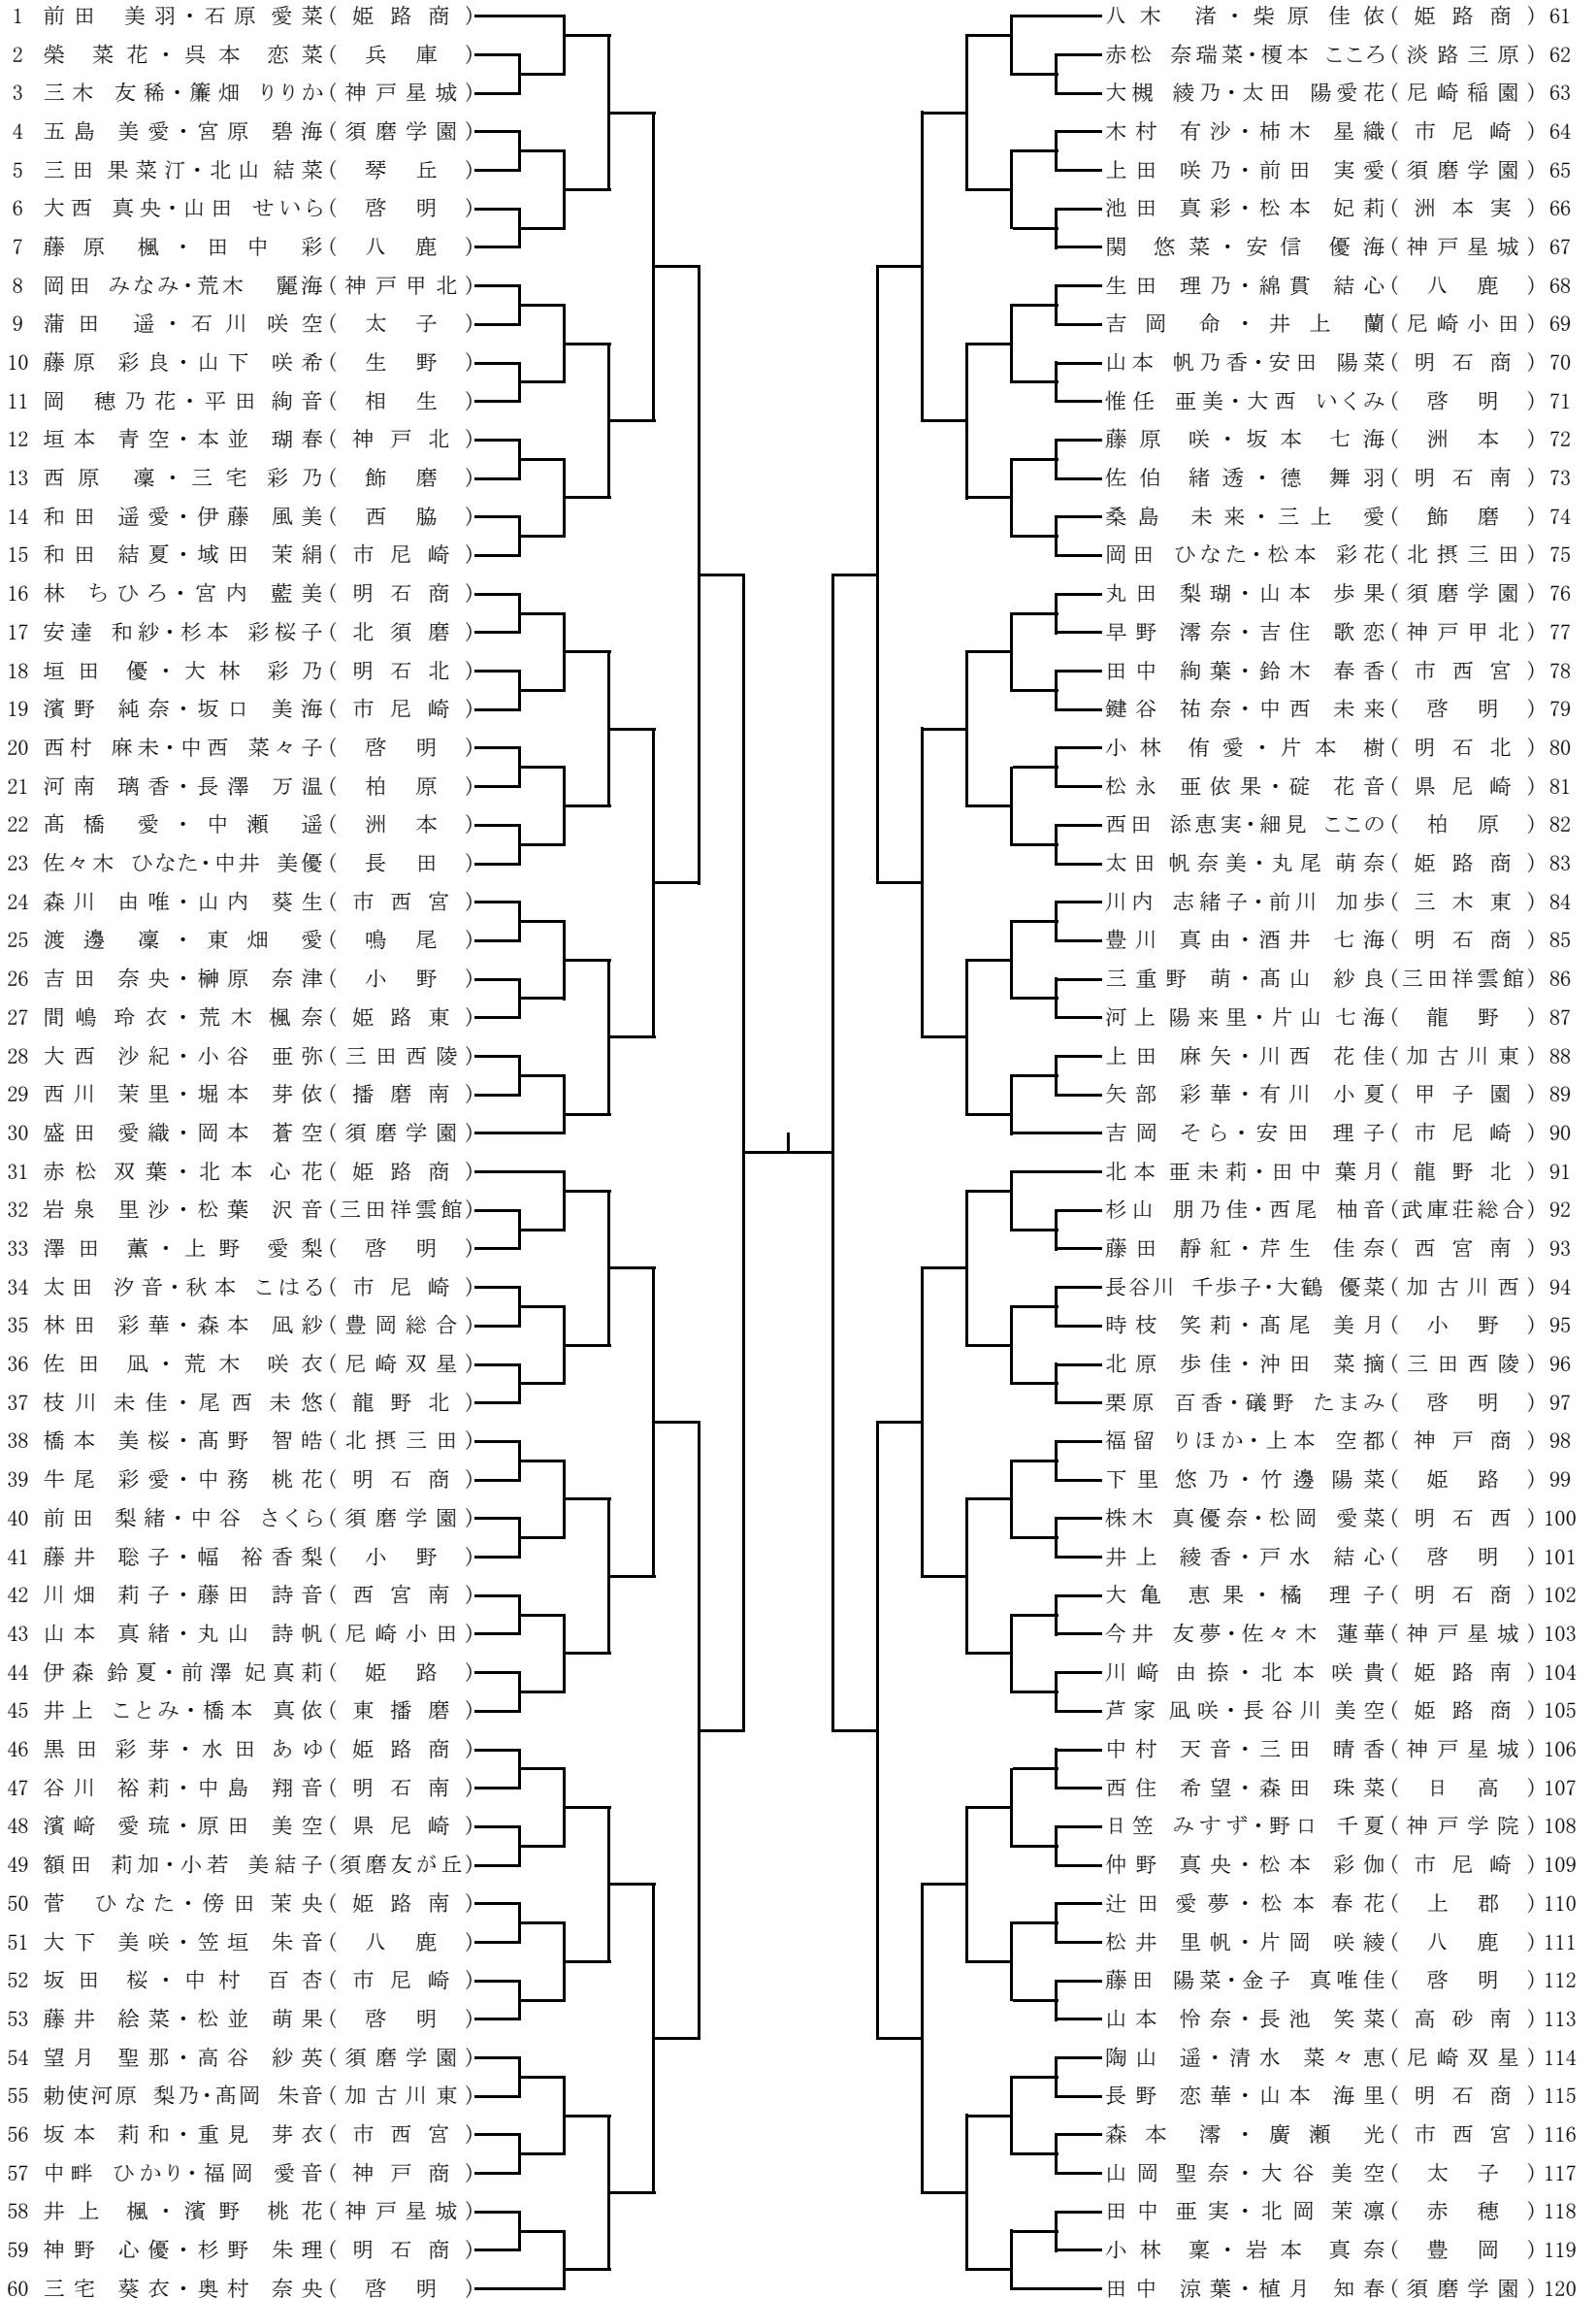 1 前田 美羽・石原 愛菜(姫路商)
2 榮 菜花・呉本 恋菜(兵庫)
3 三木 友稀・簾畑 りりか(神戸星城)
4 五島 美愛・宮原 碧海(須磨学園)
5 三田 果菜汀・北山 結菜(琴丘)
6 大西 真央・山田 せいら(啓明)
7 藤原 楓・田中 彩(八鹿)
8 岡田 みなみ・荒木 麗海(神戸甲北)
9 蒲田 遥・石川 咲空(太子)
10 藤原 彩良・山下 咲希(生野)
11 岡 穂乃花・平田 絢音(相生)
12 垣本 青空・本並 瑚春(神戸北)
13 西原 凜・三宅 彩乃(飾磨)
14 和田 遥愛・伊藤 風美(西脇)
15 和田 結夏・域田 茉絹(市尼崎)
16 林 ちひろ・宮内 藍美(明石商)
17 安達 和紗・杉本 彩桜子(北須磨)
18 垣田 優・大林 彩乃(明石北)
19 濱野 純奈・坂口 美海(市尼崎)
20 西村 麻未・中西 菜々子(啓明)
21 河南 璃香・長澤 万温(柏原)
22 髙橋 愛・中瀬 遥(洲本)
23 佐々木 ひなた・中井 美優(長田)
24 森川 由唯・山内 葵生(市西宮)
25 渡邊 凜・東畑 愛(鳴尾)
26 吉田 奈央・榊原 奈津(小野)
27 間嶋 玲衣・荒木 楓奈(姫路東)
28 大西 沙紀・小谷 亜弥(三田西陵)
29 西川 茉里・堀本 芽依(播磨南)
30 盛田 愛織・岡本 蒼空(須磨学園)
31 赤松 双葉・北本 心花(姫路商)
32 岩泉 里沙・松葉 沢音(三田祥雲館)
33 澤田 薫・上野 愛梨(啓明)
34 太田 汐音・秋本 こはる(市尼崎)
35 林田 彩華・森本 凪紗(豊岡総合)
36 佐田 凪・荒木 咲衣(尼崎双星)
37 枝川 未佳・尾西 未悠(龍野北)
38 橋本 美桜・髙野 智皓(北摂三田)
39 牛尾 彩愛・中務 桃花(明石商)
40 前田 梨緒・中谷 さくら(須磨学園)
41 藤井 聡子・幅 裕香梨(小野)
42 川畑 莉子・藤田 詩音(西宮南)
43 山本 真緒・丸山 詩帆(尼崎小田)
44 伊森 鈴夏・前澤 妃真莉(姫路)
45 井上 ことみ・橋本 真依(東播磨)
46 黒田 彩芽・水田 あゆ(姫路商)
47 谷川 裕莉・中島 翔音(明石南)
48 濱﨑 愛琉・原田 美空(県尼崎)
49 額田 莉加・小若 美結子(須磨友が丘)
50 菅 ひなた・傍田 茉央(姫路南)
51 大下 美咲・笠垣 朱音(八鹿)
52 坂田 桜・中村 百杏(市尼崎)
53 藤井 絵菜・松並 萌果(啓明)
54 望月 聖那・高谷 紗英(須磨学園)
55 勅使河原 梨乃・髙岡 朱音(加古川東)
56 坂本 莉和・重見 芽衣(市西宮)
57 中畔 ひかり・福岡 愛音(神戸商)
58 井上 楓・濱野 桃花(神戸星城)
59 神野 心優・杉野 朱理(明石商)
60 三宅 葵衣・奥村 奈央(啓明)
八木 渚・柴原 佳依(姫路商) 61
赤松 奈瑞菜・榎本 こころ(淡路三原) 62
大槻 綾乃・太田 陽愛花(尼崎稲園) 63
木村 有沙・柿木 星織(市尼崎) 64
上田 咲乃・前田 実愛(須磨学園) 65
池田 真彩・松本 妃莉(洲本実) 66
関 悠菜・安信 優海(神戸星城) 67
生田 理乃・綿貫 結心(八鹿) 68
吉岡 命・井上 蘭(尼崎小田) 69
山本 帆乃香・安田 陽菜(明石商) 70
惟任 亜美・大西 いくみ(啓明) 71
藤原 咲・坂本 七海(洲本) 72
佐伯 緒透・德 舞羽(明石南) 73
桑島 未来・三上 愛(飾磨) 74
岡田 ひなた・松本 彩花(北摂三田) 75
丸田 梨瑚・山本 歩果(須磨学園) 76
早野 澪奈・吉住 歌恋(神戸甲北) 77
田中 絢葉・鈴木 春香(市西宮) 78
鍵谷 祐奈・中西 未来(啓明) 79
小林 侑愛・片本 樹(明石北) 80
松永 亜依果・碇 花音(県尼崎) 81
西田 添恵実・細見 ここの(柏原) 82
太田 帆奈美・丸尾 萌奈(姫路商) 83
川内 志緒子・前川 加歩(三木東) 84
豊川 真由・酒井 七海(明石商) 85
三重野 萌・髙山 紗良(三田祥雲館) 86
河上 陽来里・片山 七海(龍野) 87
上田 麻矢・川西 花佳(加古川東) 88
矢部 彩華・有川 小夏(甲子園) 89
吉岡 そら・安田 理子(市尼崎) 90
北本 亜未莉・田中 葉月(龍野北) 91
杉山 朋乃佳・西尾 柚音(武庫荘総合) 92
藤田 静紅・芹生 佳奈(西宮南) 93
長谷川 千歩子・大鶴 優菜(加古川西) 94
時枝 笑莉・髙尾 美月(小野) 95
北原 歩佳・沖田 菜摘(三田西陵) 96
栗原 百香・礒野 たまみ(啓明) 97
福留 りほか・上本 空都(神戸商) 98
下里 悠乃・竹邊 陽菜(姫路) 99
株木 真優奈・松岡 愛菜(明石西) 100
井上 綾香・戸水 結心(啓明) 101
大亀 恵果・橘 理子(明石商) 102
今井 友夢・佐々木 蓮華(神戸星城) 103
川﨑 由捺・北本 咲貴(姫路南) 104
芦家 凪咲・長谷川 美空(姫路商) 105
中村 天音・三田 晴香(神戸星城) 106
西住 希望・森田 珠菜(日高) 107
日笠 みすず・野口 千夏(神戸学院) 108
仲野 真央・松本 彩伽(市尼崎) 109
辻田 愛夢・松本 春花(上郡) 110
松井 里帆・片岡 咲綾(八鹿) 111
藤田 陽菜・金子 真唯佳(啓明) 112
山本 怜奈・長池 笑菜(高砂南) 113
陶山 遥・清水 菜々恵(尼崎双星) 114
長野 恋華・山本 海里(明石商) 115
森本 澪・廣瀬 光(市西宮) 116
山岡 聖奈・大谷 美空(太子) 117
田中 亜実・北岡 茉凛(赤穂) 118
小林 稟・岩本 真奈(豊岡) 119
田中 涼葉・植月 知春(須磨学園) 120